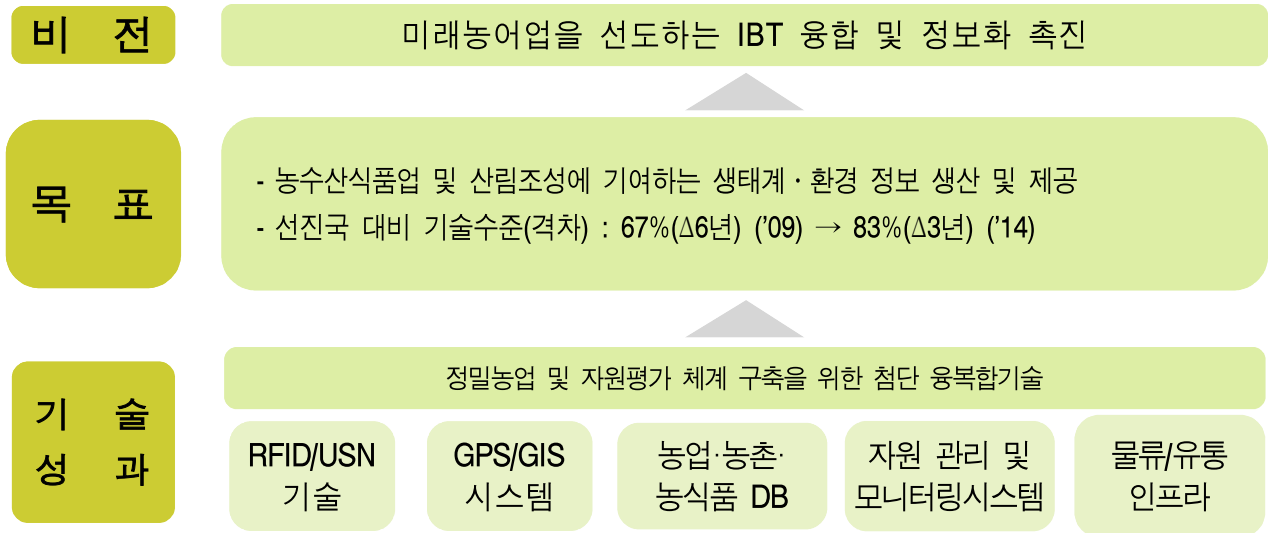 비 전
미래농어업을 선도하는 IBT 융합 및 정보화 촉진
목 표
- 농수산식품업 및 산림조성에 기여하는 생태계·환경 정보 생산 및 제공
- 선진국 대비 기술수준(격차) : 67%(Δ6년) (’09) → 83%(Δ3년) (’14)
기 술
성 과
정밀농업 및 자원평가 체계 구축을 위한 첨단 융복합기술
RFID/USN
기술
GPS/GIS
시스템
농업·농촌·
농식품 DB
자원 관리 및
모니터링시스템
물류/유통
인프라